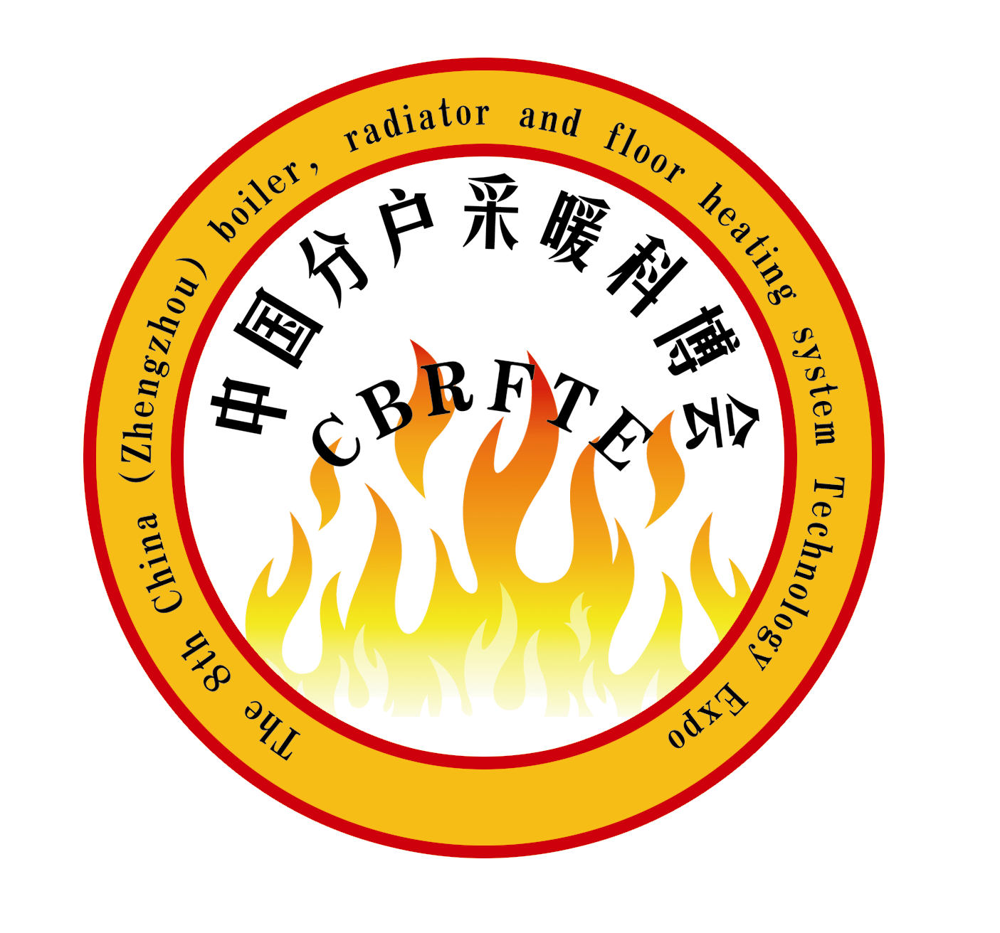 The 8th China (Zhengzhou) boiler, radiator and floor heating system Technology Expo
中国分户采暖科博会
CBRFTE